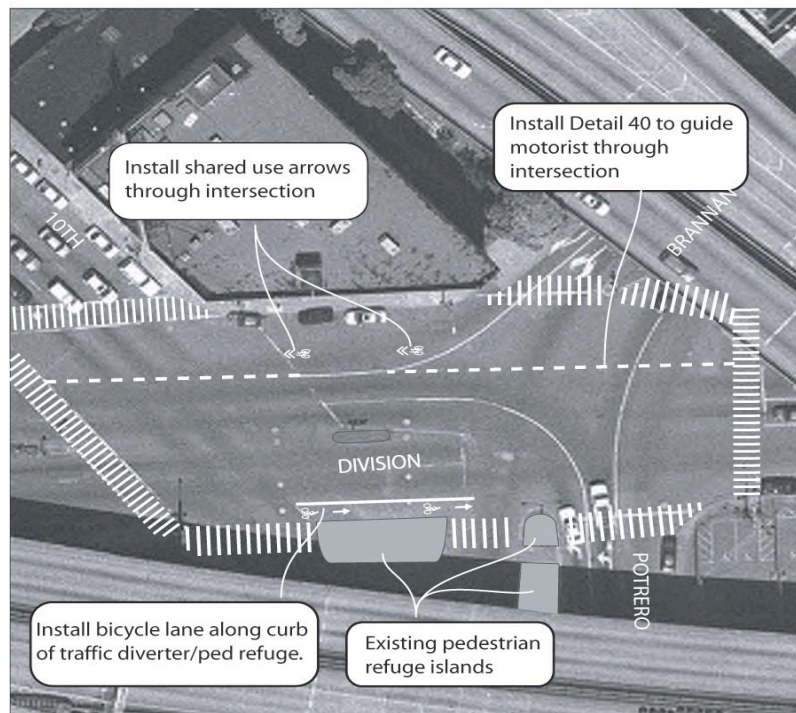 Install Detail 40 to guide
motorist through
intersection
Install shared use arrows
through intersection
10TH
BRANNAN
DIVISION
POTRERO
Install bicycle lane along curb
of traffic diverter/ped refuge.
Existing pedestrian
refuge islands